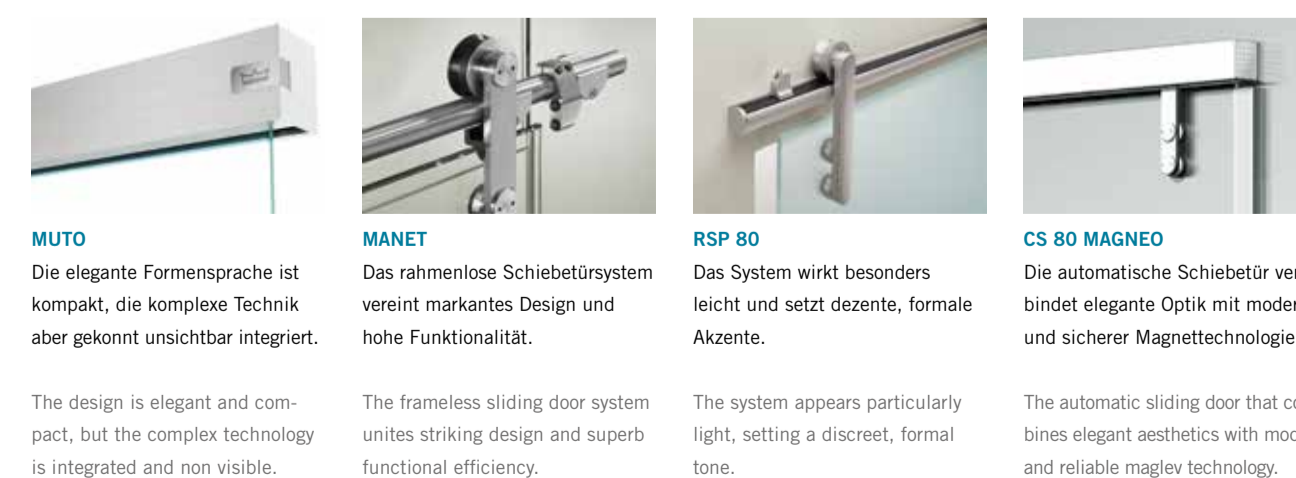 MUTO
Die elegante Formensprache ist
kompakt, die komplexe Technik
aber gekonnt unsichtbar integriert.
The design is elegant and com-
pact, but the complex technology
is integrated and non visible.
MANET
Das rahmenlose Schiebetürsystem
vereint markantes Design und
hohe Funktionalität.
The frameless sliding door system
unites striking design and superb
functional efficiency.
RSP 80
Das System wirkt besonders
leicht und setzt dezente, formale
Akzente.
The system appears particularly
light, setting a discreet, formal
tone.
CS 80 MAGNEO
Die automatische Schiebetür
bindet elegante Optik mit
und sicherer Magnettechnologie
The automatic sliding door that
bines elegant aesthetics with
and reliable maglev technology.